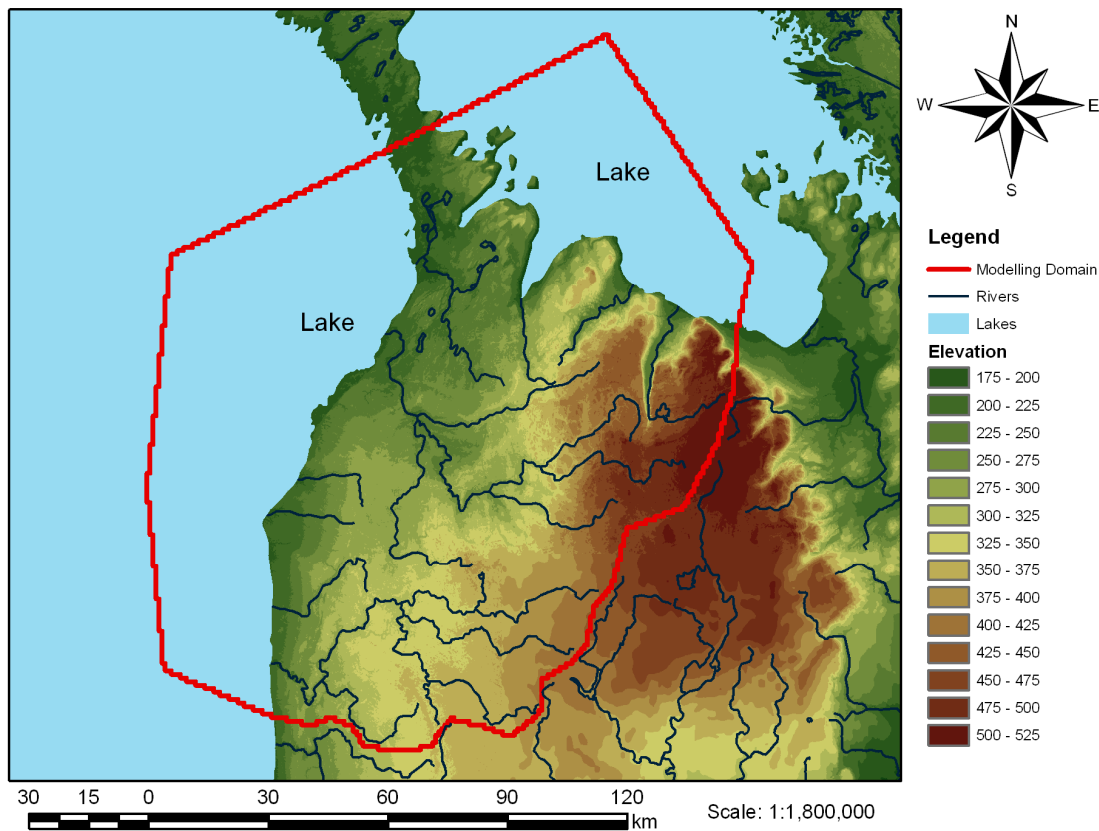 N
W E
S
Lake
Lake
Legend
Modelling Domain
Rivers
Lakes
Elevation
175 - 200
200 - 225
225 - 250
250 - 275
275 - 300
300 - 325
325 - 350
350 - 375
375 - 400
400 - 425
425 - 450
450 - 475
475 - 500
500 - 525
30 15 0 30 60 90 120
km
Scale: 1:1,800,000